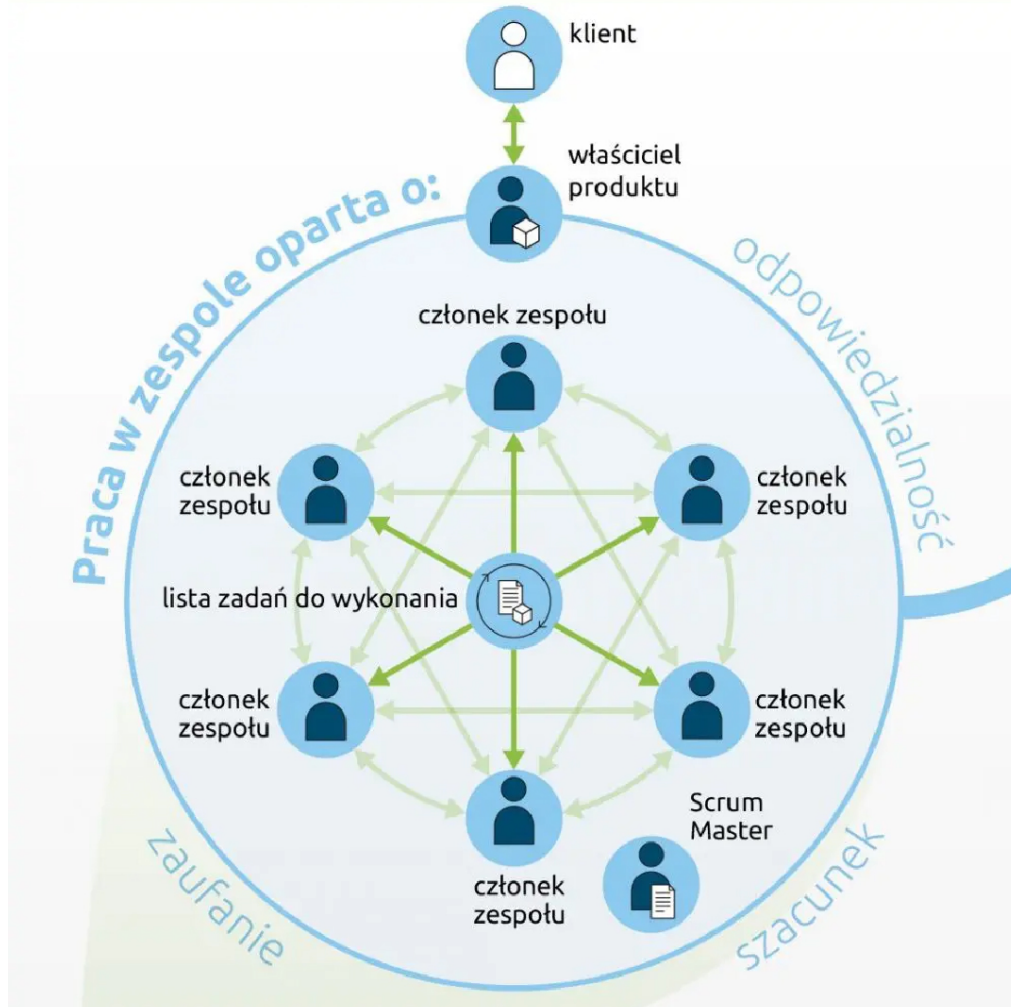 klient
właściciel
produktu
Praca w zespole oparta o:
odpowiedzialność
członek zespołu
członek
zespołu
członek
zespołu
lista zadań do wykonania
członek
zespołu
członek
zespołu
Scrum
Master
członek
zespołu
zaufanie
szacunek